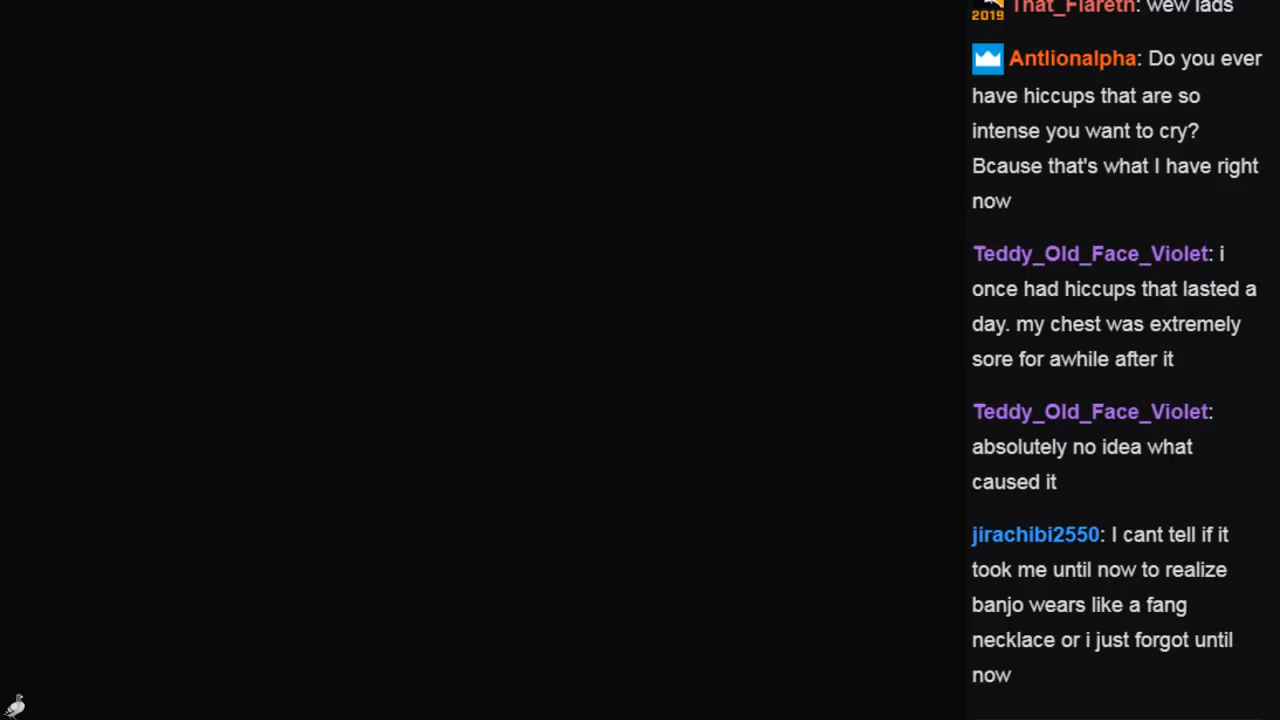 2019 That_Flareth: wew lads
Antlionalpha: Do you ever
have hiccups that are so
intense you want to cry?
Bcause that's what I have right
now
Teddy_Old_Face_Violet: i
once had hiccups that lasted a
day. my chest was extremely
sore for awhile after it
Teddy_Old_Face_Violet:
absolutely no idea what
caused it
jirachibi2550: I cant tell if it
took me until now to realize
banjo wears like a fang
necklace or i just forgot until
now